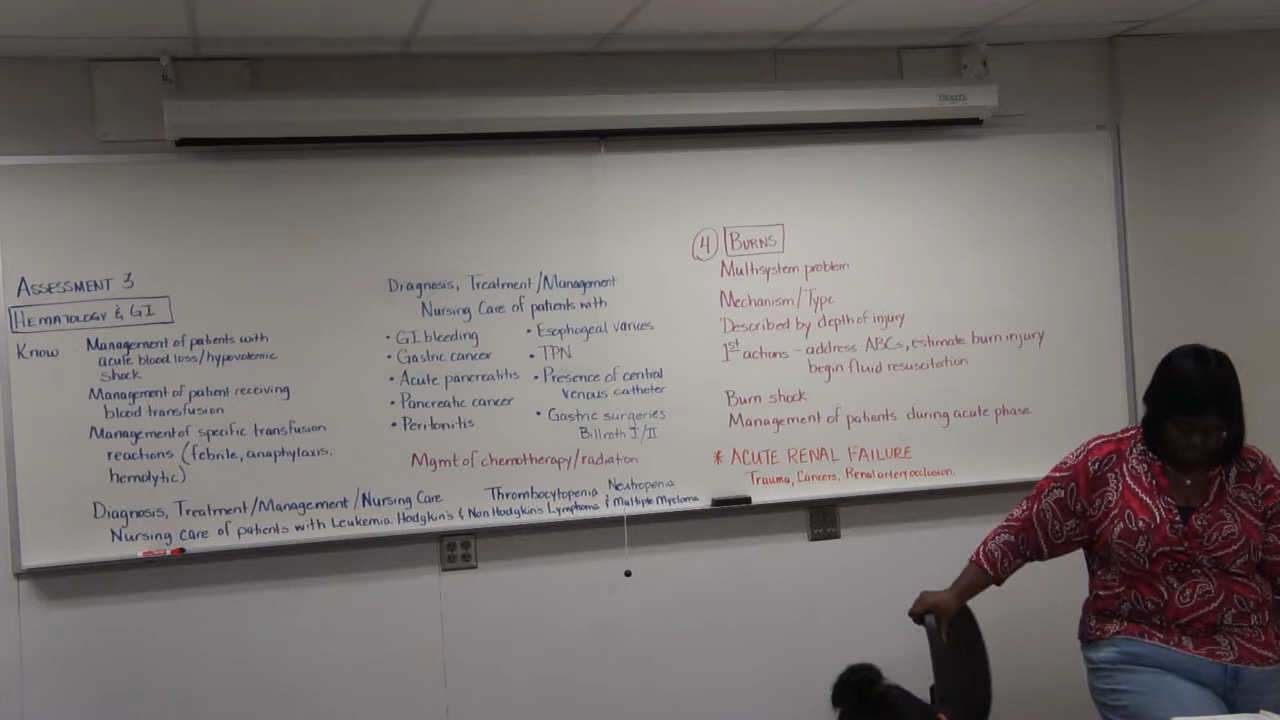 ASSESSMENT 3
HEMATOLOGY & GI
Know
Management of patients with
acute blood loss/hypovolemic
shock
Management of patient receiving
blood transfusion
Management of specific transfusion
reactions (febrile, anaphylaxis,
hemolytic)
Diagnosis, Treatment/Management/Nursing Care
Thrombocytopenia Neutropenia
Nursing care of patients with Leukemia, Hodgkin's & Non Hodgkin's Lymphoma & Multiple Myeloma
Diagnosis, Treatment/Management
Nursing Care of patients with
• GI bleeding
• Gastric cancer
• Acute pancreatitis
• Pancreatic cancer
• Peritonitis
• Esophogeal varices
• TPN
• Presence of central
venous catheter
• Gastric surgeries
Billroth I/II
Mgmt of chemotherapy/radiation
4 BURNS
Multisystem problem
Mechanism/Type
Described by depth of injury
1st actions - address ABCs, estimate burn injury
begin fluid resuscitation
Burn shock
Management of patients during acute phase
* ACUTE RENAL FAILURE
Trauma, Cancers, Renal artery occlusion.